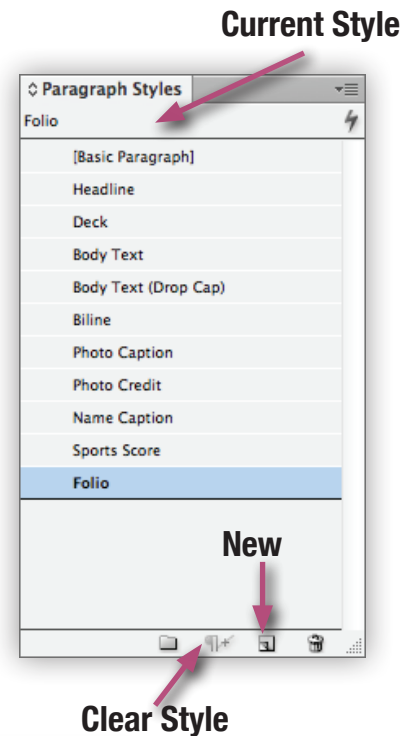 Current Style
Paragraph Styles
Folio
[Basic Paragraph]
Headline
Deck
Body Text
Body Text (Drop Cap)
Biline
Photo Caption
Photo Credit
Name Caption
Sports Score
Folio
New
Clear Style